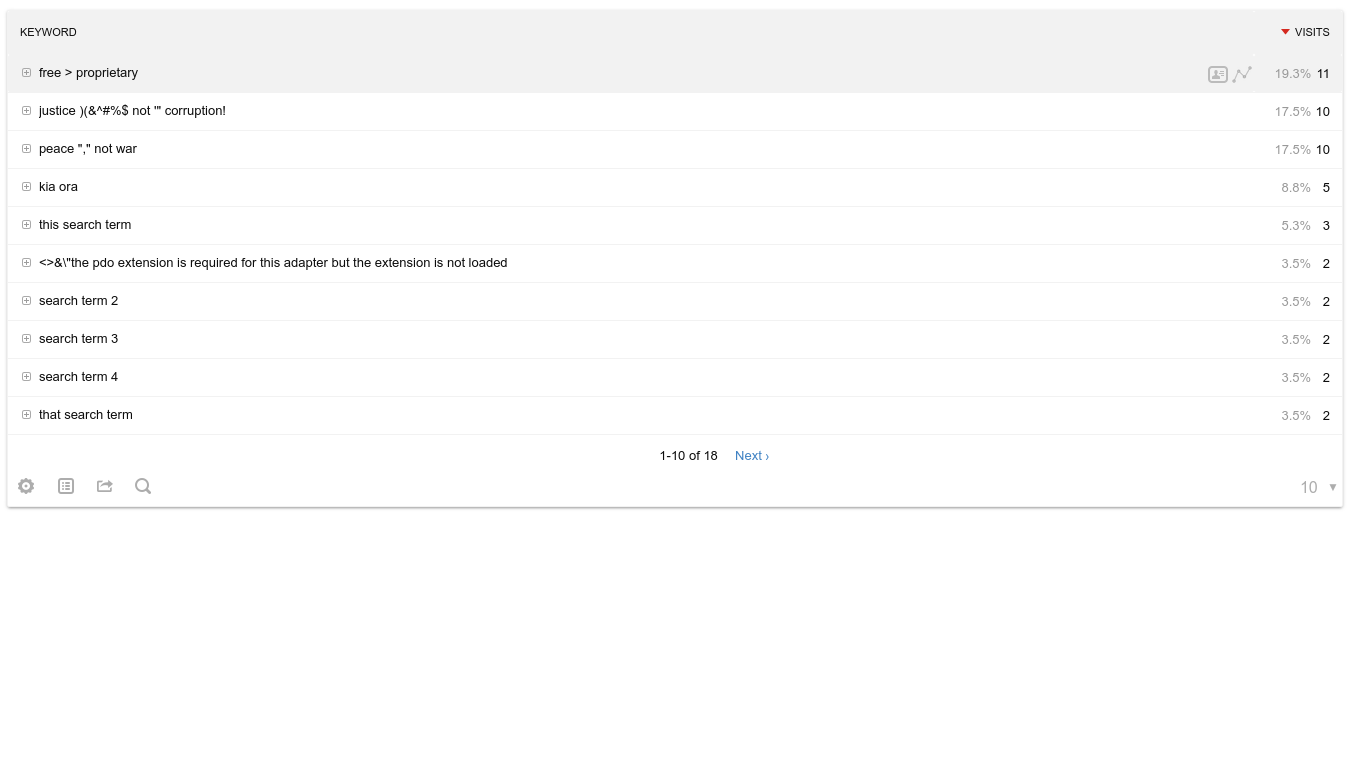 KEYWORD VISITS
free > proprietary 19.3% 11
justice )(&^#%$ not '" corruption! 17.5% 10
peace "," not war 17.5% 10
kia ora 8.8% 5
this search term 5.3% 3
<>&\"the pdo extension is required for this adapter but the extension is not loaded 3.5% 2
search term 2 3.5% 2
search term 3 3.5% 2
search term 4 3.5% 2
that search term 3.5% 2
1-10 of 18 Next ›
10